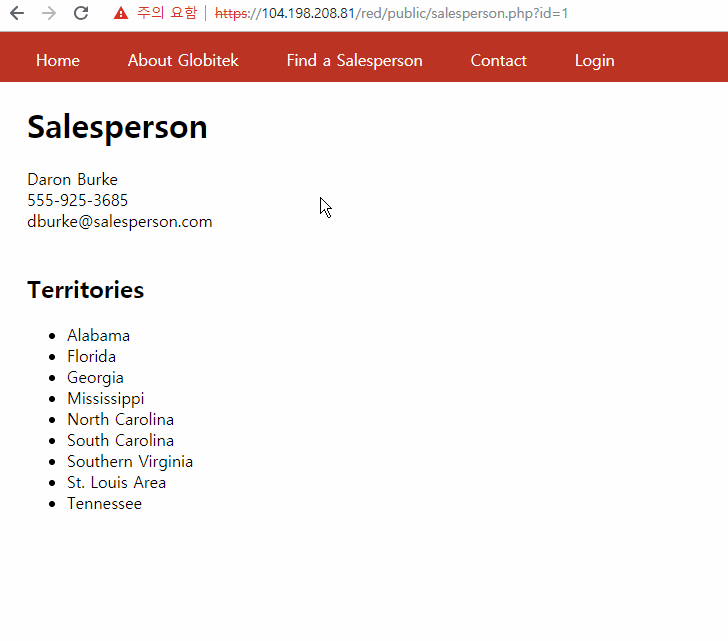 주의 요함 | https://104.198.208.81/red/public/salesperson.php?id=1
Home About Globitek Find a Salesperson Contact Login
Salesperson
Daron Burke
555-925-3685
dburke@salesperson.com
Territories
• Alabama
• Florida
• Georgia
• Mississippi
• North Carolina
• South Carolina
• Southern Virginia
• St. Louis Area
• Tennessee